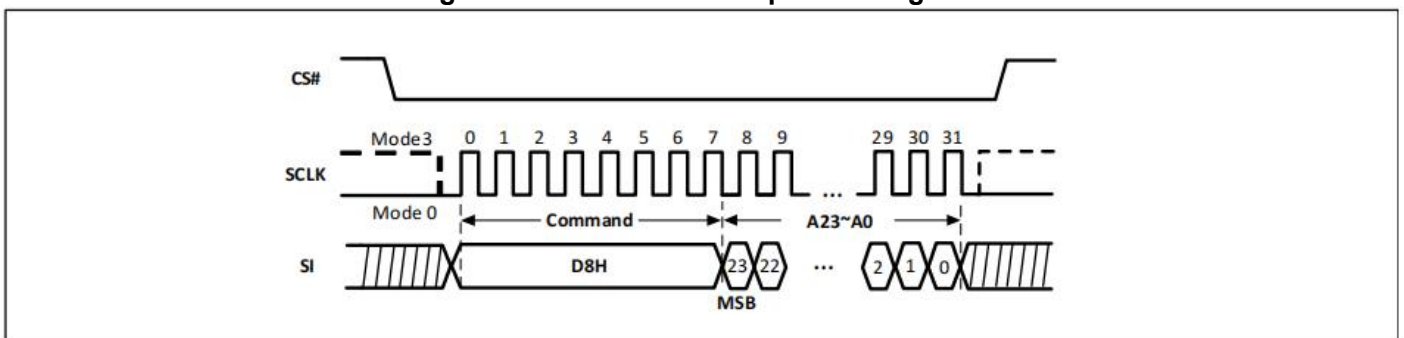 CS#
Mode3 0 1 2 3 4 5 6 7 8 9 29 30 31
SCLK
...
Mode 0
Command
A23~A0
SI
D8H
23 22 ... 2 1 0
MSB